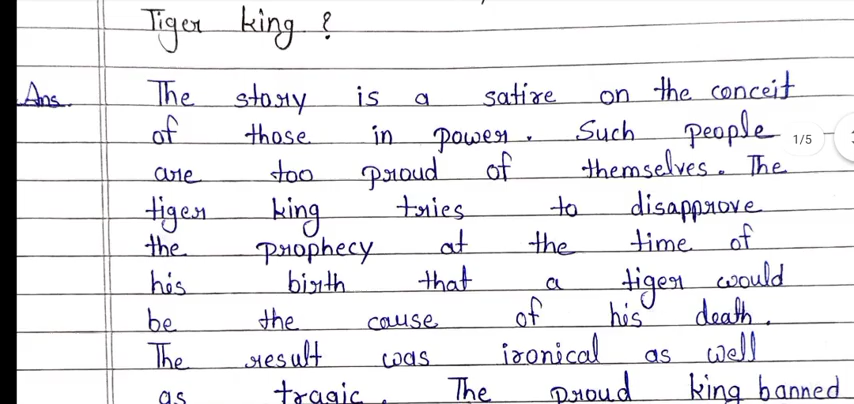 Tiger king ?
Ans. The story is a satire on the conceit
of those in power. Such people
1/5
are too proud of themselves. The
tiger king tries to disapprove
the prophecy at the time of
his birth that a tiger would
be the cause of his death.
The result was ironical as well
as tragic. The proud king banned